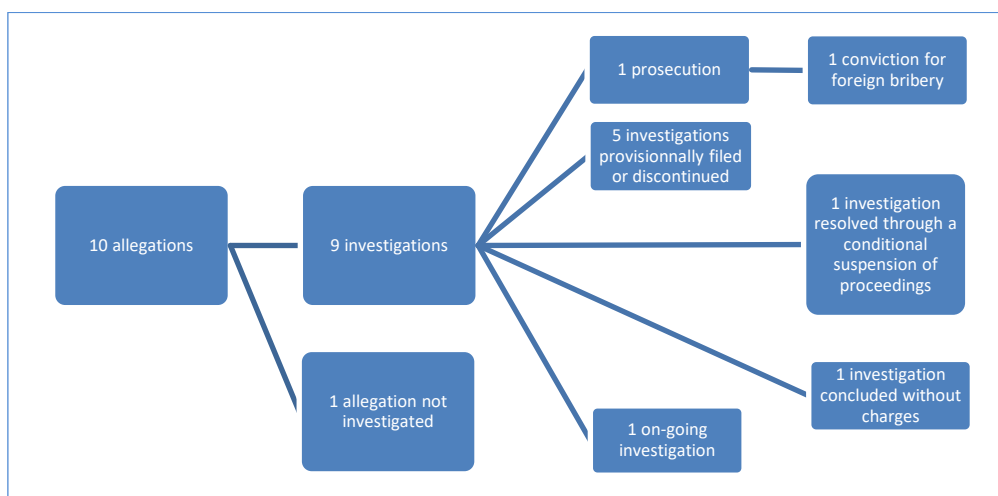 10 allegations
9 investigations
1 allegation not
investigated
1 prosecution
1 conviction for
foreign bribery
5 investigations
provisionnally filed
or discontinued
1 investigation
resolved through a
conditional
suspension of
proceedings
1 investigation
concluded without
charges
1 on-going
investigation